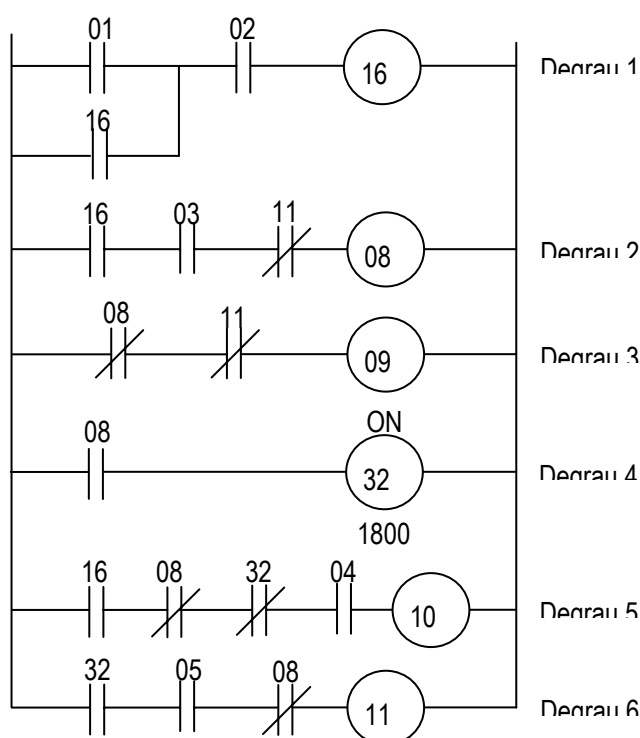 01 02
16 Degrau 1
16
16 03 11
08 Degrau 2
08 11
09 Degrau 3
08 ON
32 Degrau 4
1800
16 08 32 04
10 Degrau 5
32 05 08
11 Degrau 6